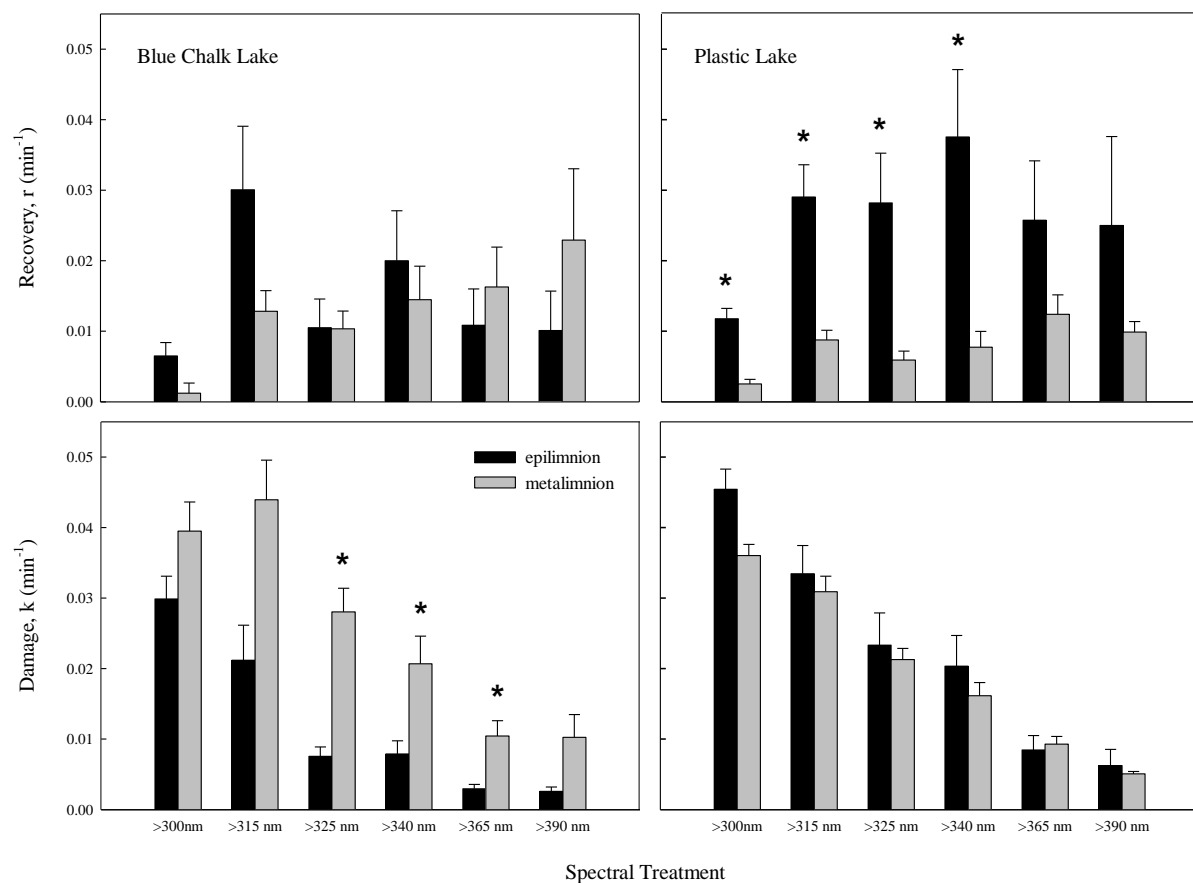 Blue Chalk Lake
Plastic Lake
Recovery, r (min⁻¹)
0.05
0.04
0.03
0.02
0.01
0.00
*
*
*
*
epilimnion
metalimnion
Damage, k (min⁻¹)
0.05
0.04
0.03
0.02
0.01
0.00
*
*
*
>300nm >315 nm >325 nm >340 nm >365 nm >390 nm
>300nm >315 nm >325 nm >340 nm >365 nm >390 nm
Spectral Treatment